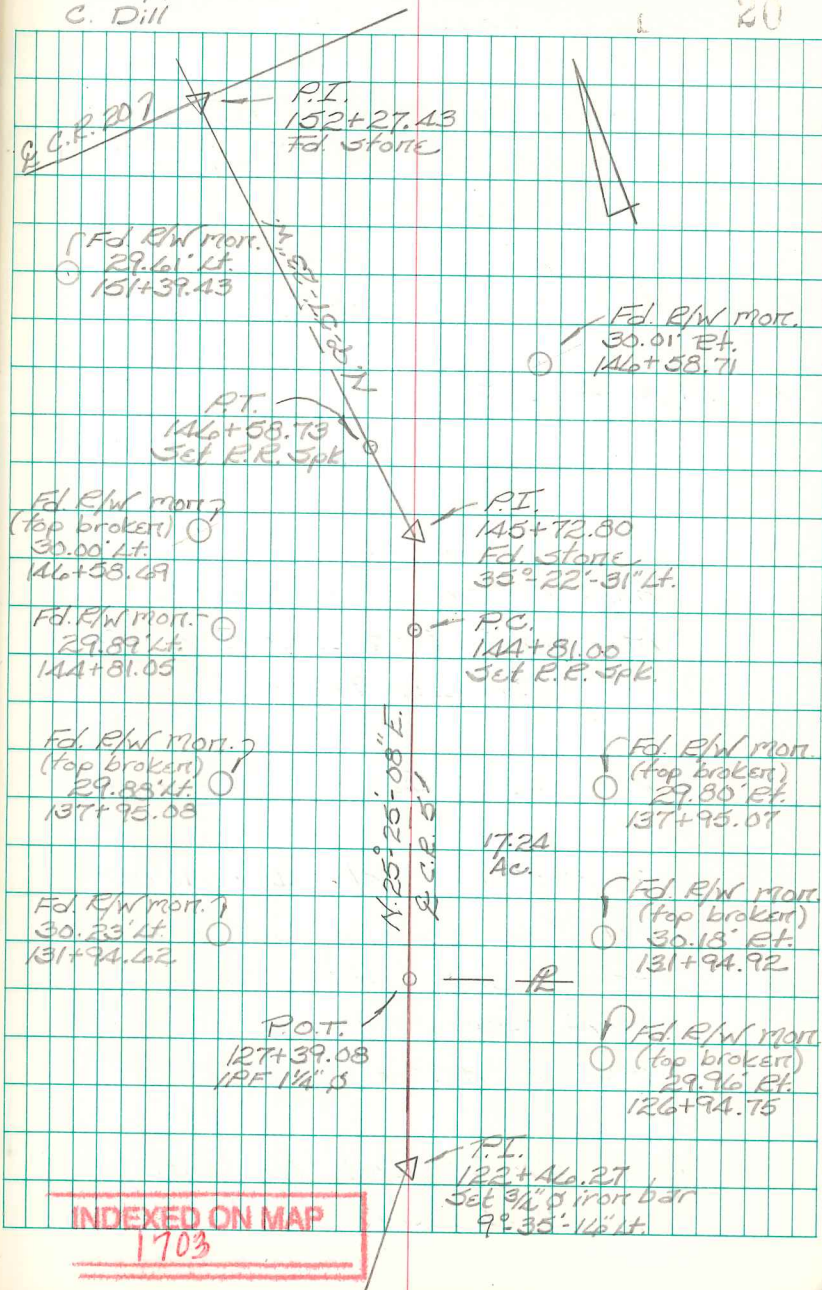 C. Dill
20
P.I.
152+27.43
Fd. stone
℄ C.R. 207
Fd. R/W mon.
29.61' Lt.
151+39.43
Fd. R/W mon.
30.01' Rt.
146+58.71
P.T.
146+58.73
Set R.R. Spk
Fd. R/W mon.
(top broken)
30.00' Lt.
146+58.69
P.I.
145+72.80
Fd. stone
35°-22'-31" Lt.
Fd. R/W mon.
29.89' Lt.
144+81.05
P.C.
144+81.00
Set R.R. Spk.
Fd. R/W mon.
(top broken)
29.88' Lt.
137+95.08
N. 25°-25'-08" E.
℄ C.R. 57
Fd. R/W mon.
(top broken)
29.80' Rt.
137+95.07
17.24
Ac.
Fd. R/W mon.
30.23' Lt.
131+94.62
Fd. R/W mon.
(top broken)
30.18' Rt.
131+94.92
PL
P.O.T.
127+39.08
IPF 1¼" ø
Fd. R/W mon.
(top broken)
29.96' Rt.
126+94.75
P.I.
122+46.27
Set ¾" ø iron bar
9°-35'-16" Lt.
INDEXED ON MAP
1703